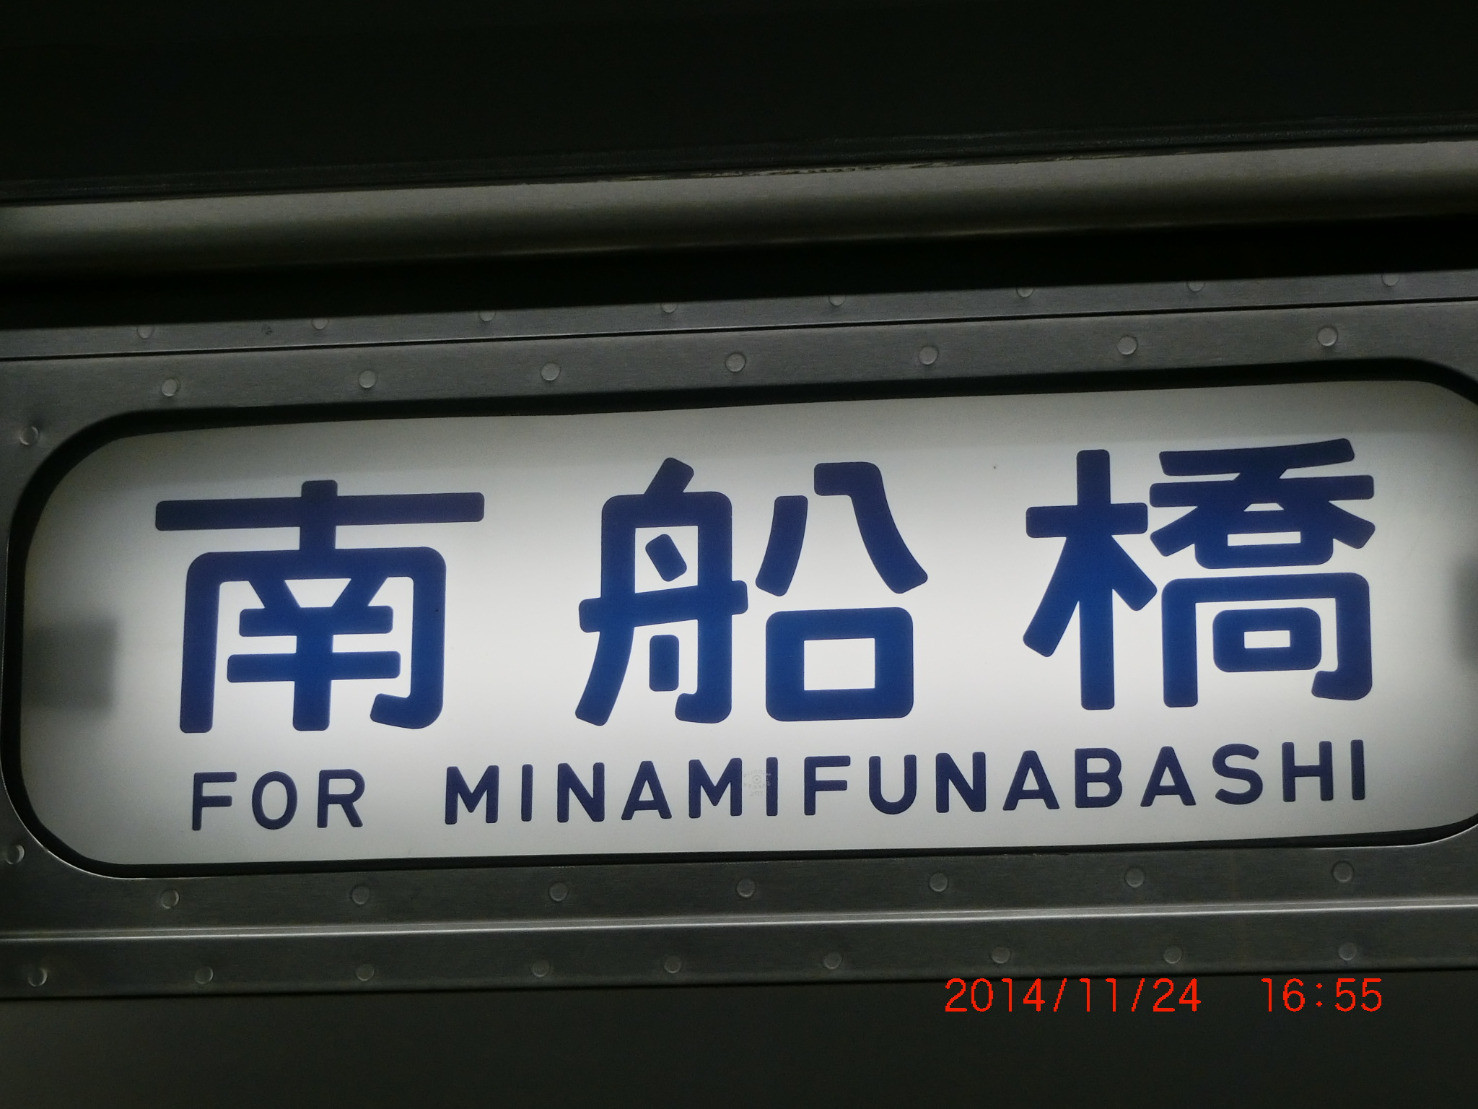 南船橋
FOR MINAMIFUNABASHI
2014/11/24 16:55